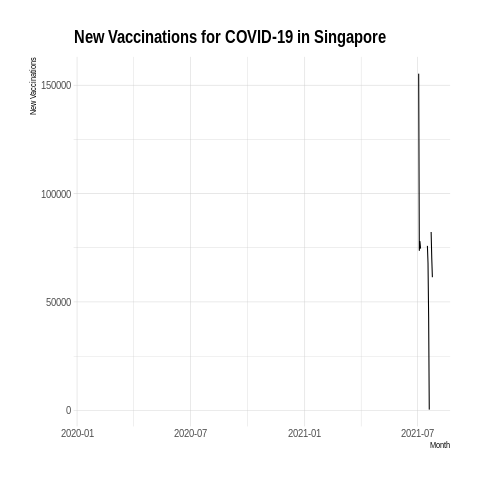 New Vaccinations for COVID-19 in Singapore
New Vaccinations
150000
100000
50000
0
2020-01 2020-07 2021-01 2021-07
Month